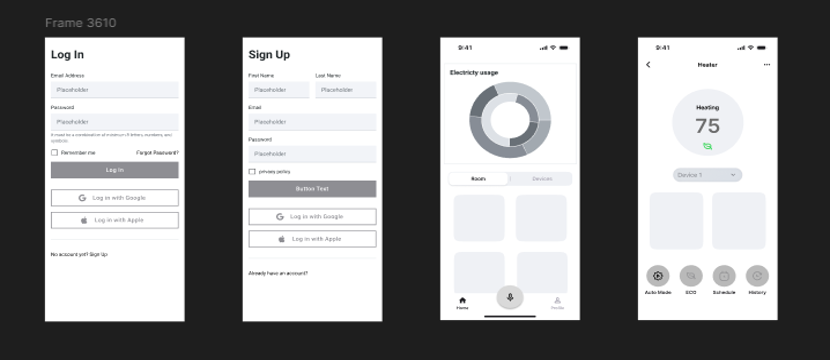 Frame 3610
Log In
Email Address
Placeholder
Password
Placeholder
Remember me
Forgot Password?
Log In
Log in with Google
Log in with Apple
No account yet? Sign Up
Sign Up
First Name
Last Name
Placeholder
Placeholder
Email
Placeholder
Password
Placeholder
privacy policy
Button Text
Log in with Google
Log in with Apple
Already have an account?
9:41
Electricty usage
Room
Devices
Home
Profile
9:41
Heater
Heating
75
Device 1
Auto Mode
ECO
Schedule
History